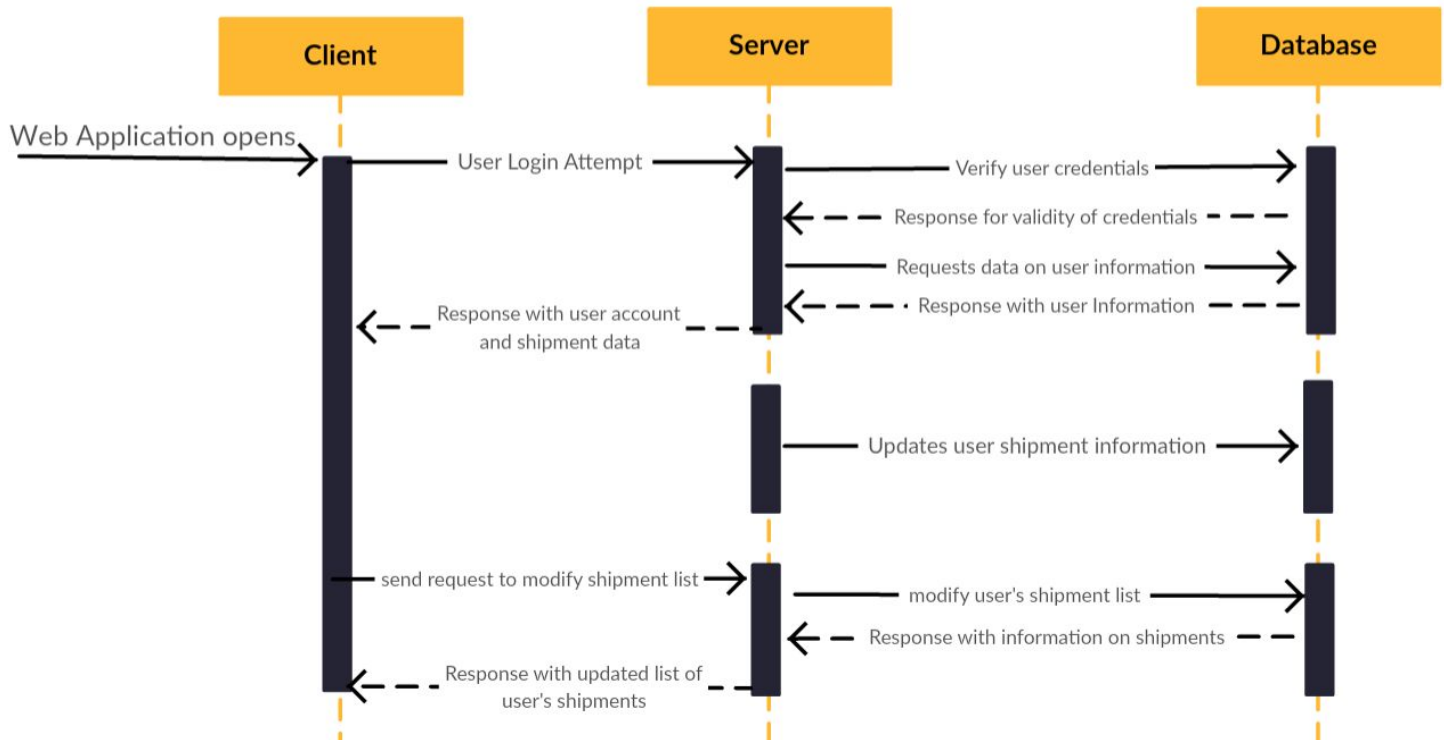 Client
Server
Database
Web Application opens
User Login Attempt
Verify user credentials
Response for validity of credentials
Requests data on user information
Response with user Information
Response with user account
and shipment data
Updates user shipment information
send request to modify shipment list
modify user's shipment list
Response with information on shipments
Response with updated list of
user's shipments